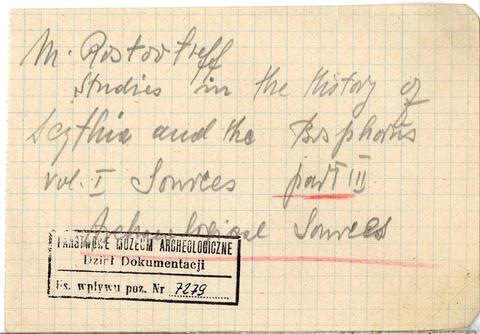 M. Rostovtzeff
Studies in the History of
Scythia and the Bosphorus
vol. I Sources part III
Archaeological Sources
PAŃSTWOWE MUZEUM ARCHEOLOGICZNE
Dział Dokumentacji
Ks. wpływu poz. Nr 7279